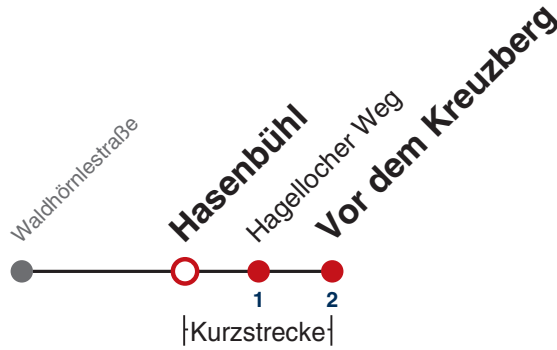 Waldhörnlestraße
Hasenbühl
Hagellocher Weg
Vor dem Kreuzberg
1
2
Kurzstrecke